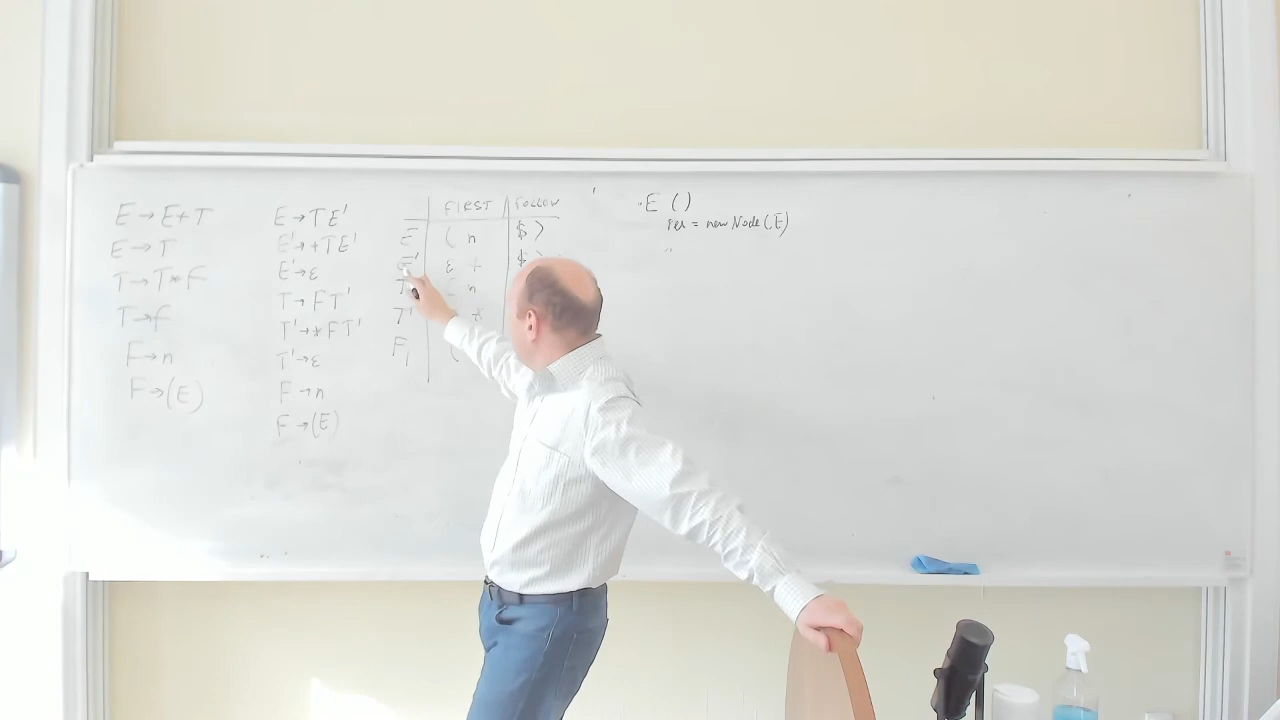 E → E+T
E → T
T → T*F
T → F
F → n
F → (E)
E → TE'
E' → +TE'
E' → ε
T → FT'
T' → *FT'
T' → ε
F → n
F → (E)
FIRST FOLLOW
E ( n $ )
E' ε + $ )
T ( n
T' *
F (
E ()
res = new Node(E)